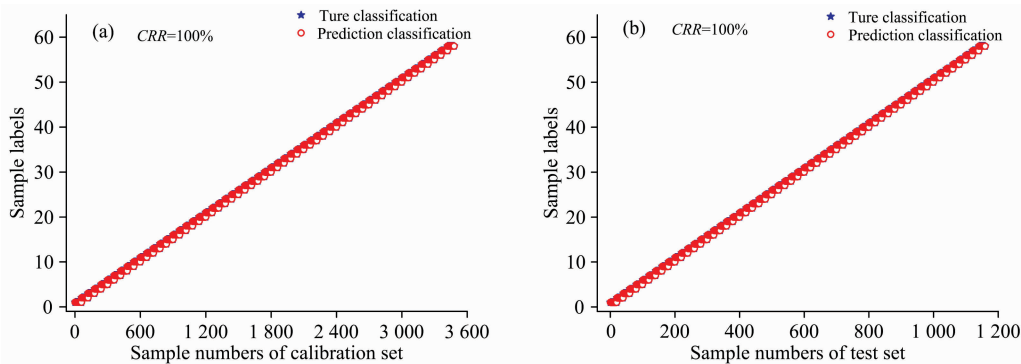 (a)
CRR=100%
Ture classification
Prediction classification
60
50
40
30
20
10
0
Sample labels
0 600 1 200 1 800 2 400 3 000 3 600
Sample numbers of calibration set
(b)
CRR=100%
Ture classification
Prediction classification
60
50
40
30
20
10
0
Sample labels
0 200 400 600 800 1 000 1 200
Sample numbers of test set